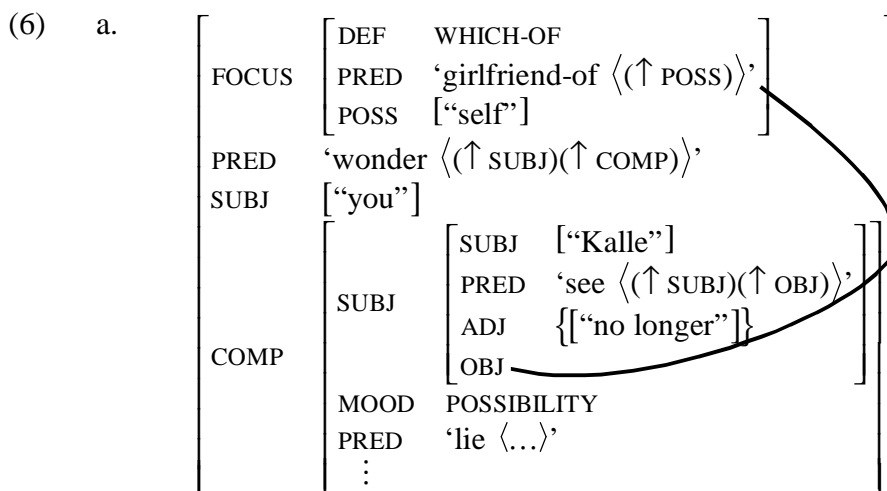 (6) a.
DEF WHICH-OF
FOCUS PRED ‘girlfriend-of ⟨(↑ POSS)⟩’
POSS [“self”]
PRED ‘wonder ⟨(↑ SUBJ)(↑ COMP)⟩’
SUBJ [“you”]
SUBJ [“Kalle”]
PRED ‘see ⟨(↑ SUBJ)(↑ OBJ)⟩’
SUBJ
ADJ {[“no longer”]}
COMP
OBJ
MOOD POSSIBILITY
PRED ‘lie ⟨…⟩’
⋮